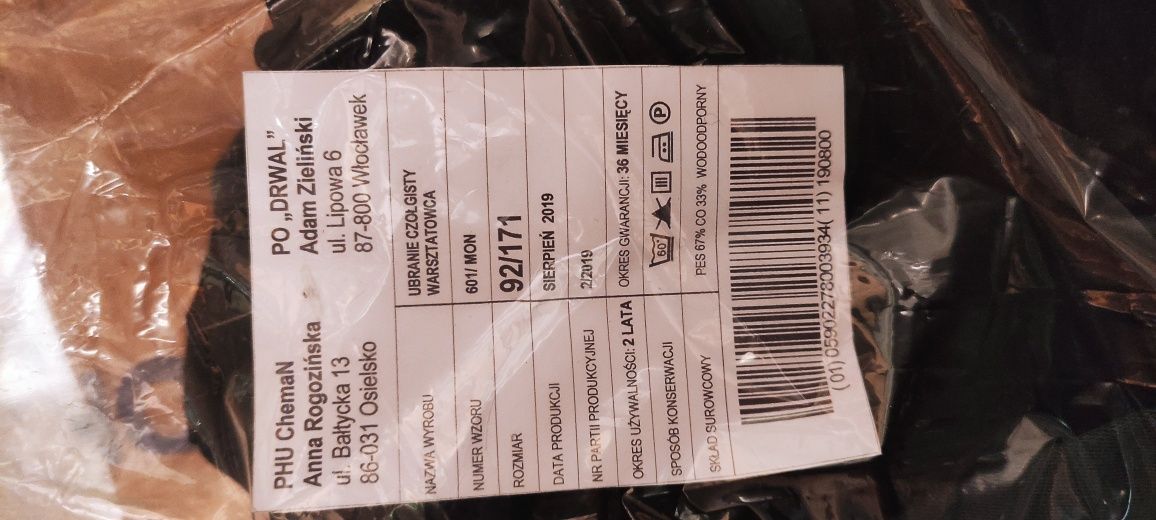 PHU ChemaN
Anna Rogozińska
ul. Bałtycka 13
86-031 Osielsko
PO „DRWAL”
Adam Zieliński
ul. Lipowa 6
87-800 Włocławek
NAZWA WYROBU UBRANIE CZOŁGISTY
WARSZTATOWCA
NUMER WZORU 601/ MON
ROZMIAR 92/171
DATA PRODUKCJI SIERPIEŃ 2019
NR PARTII PRODUKCYJNEJ 2/2019
OKRES UŻYWALNOŚCI: 2 LATA OKRES GWARANCJI: 36 MIESIĘCY
SPOSÓB KONSERWACJI 60° P
SKŁAD SUROWCOWY PES 67% CO 33% WODOODPORNY
(01)05902278003934(11)190800